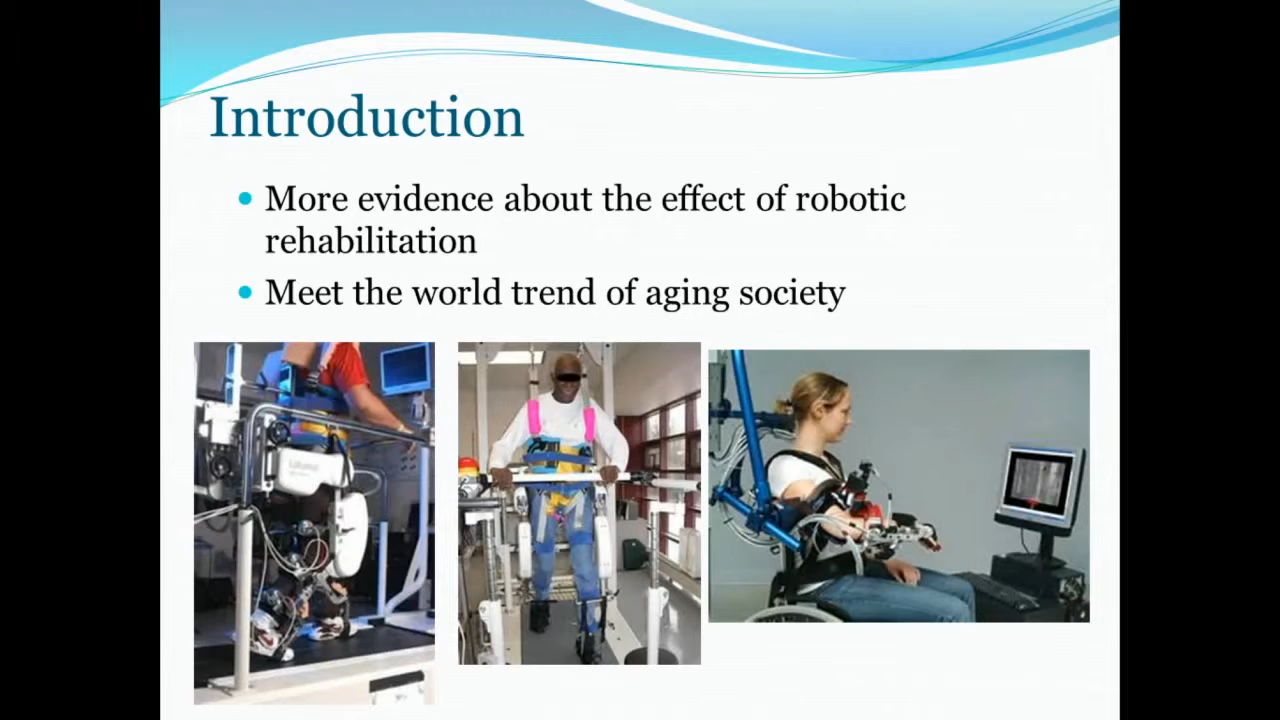 Introduction
More evidence about the effect of robotic
rehabilitation
Meet the world trend of aging society